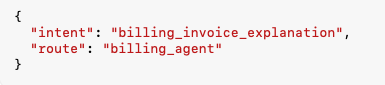 {
  "intent": "billing_invoice_explanation",
  "route": "billing_agent"
}